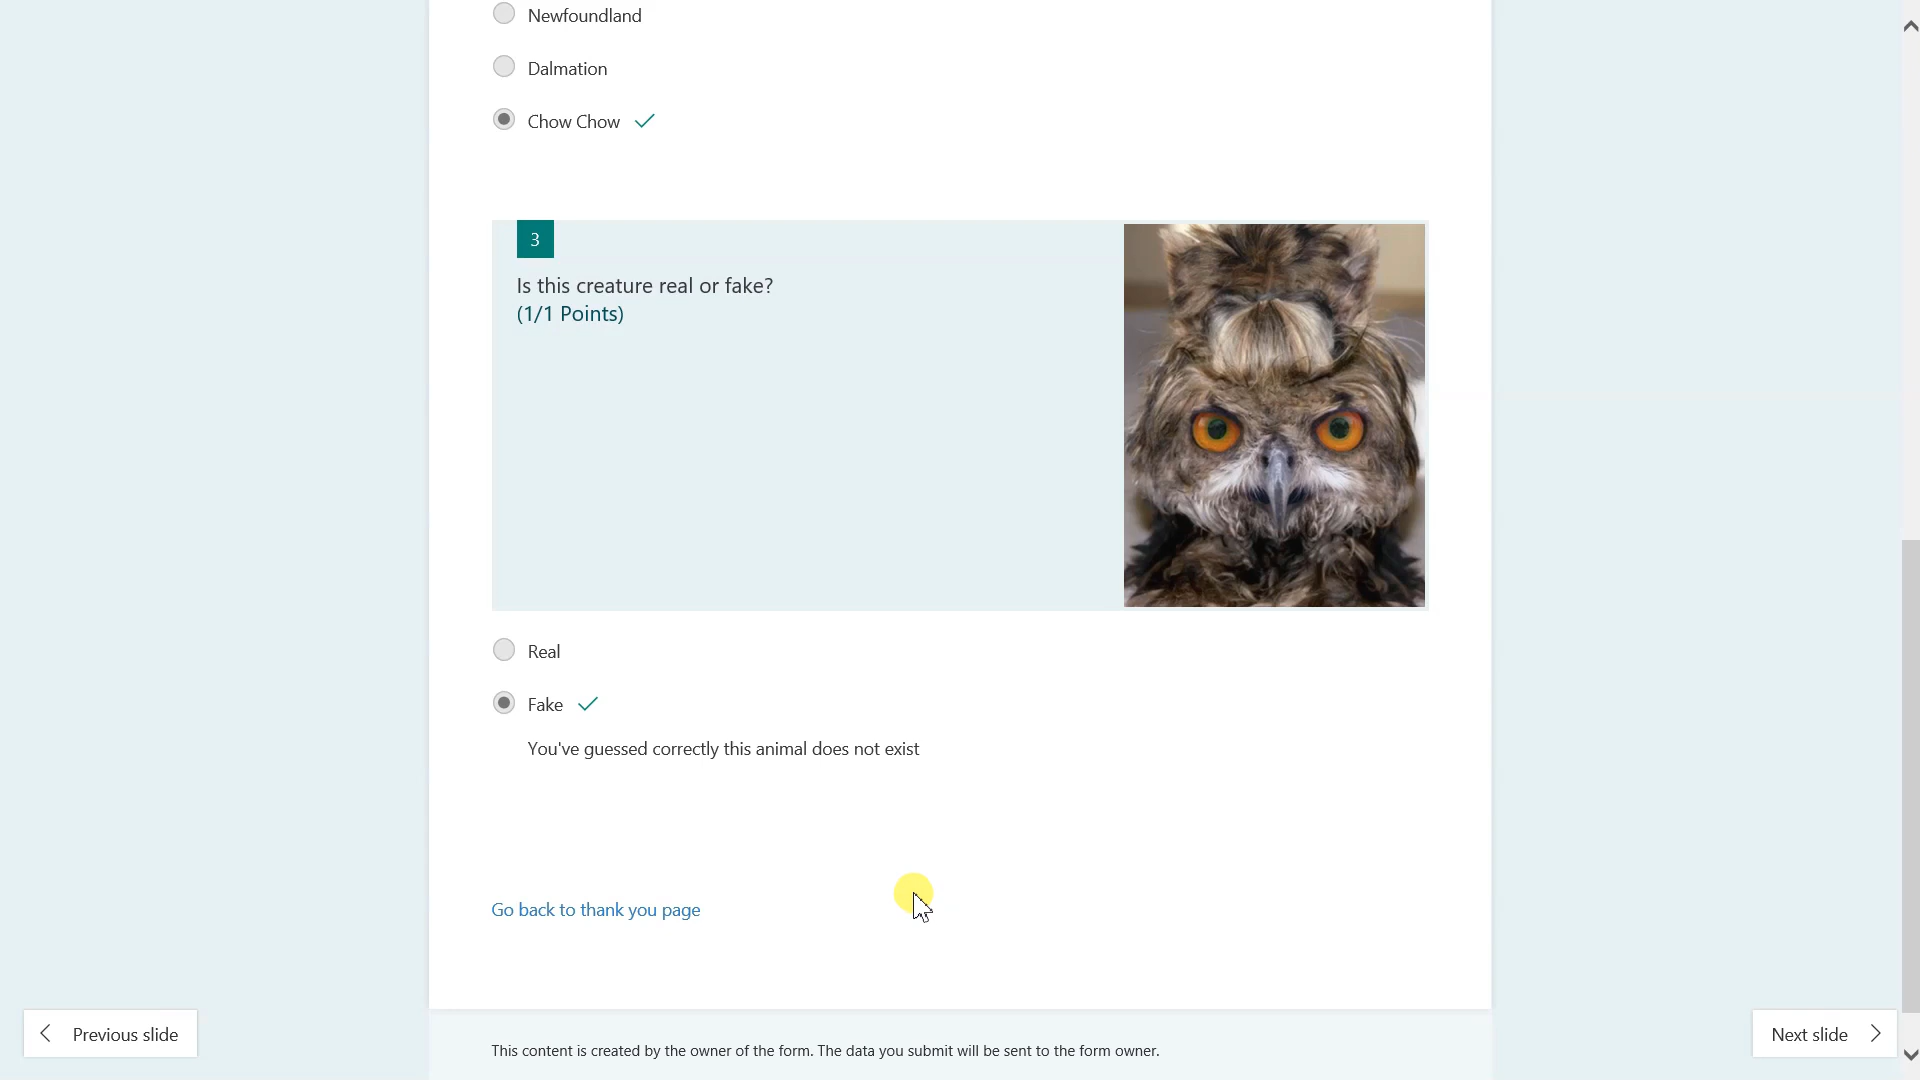 Newfoundland
Dalmation
Chow Chow
3
Is this creature real or fake?
(1/1 Points)
Real
Fake
You've guessed correctly this animal does not exist
Go back to thank you page
Previous slide
Next slide
This content is created by the owner of the form. The data you submit will be sent to the form owner.